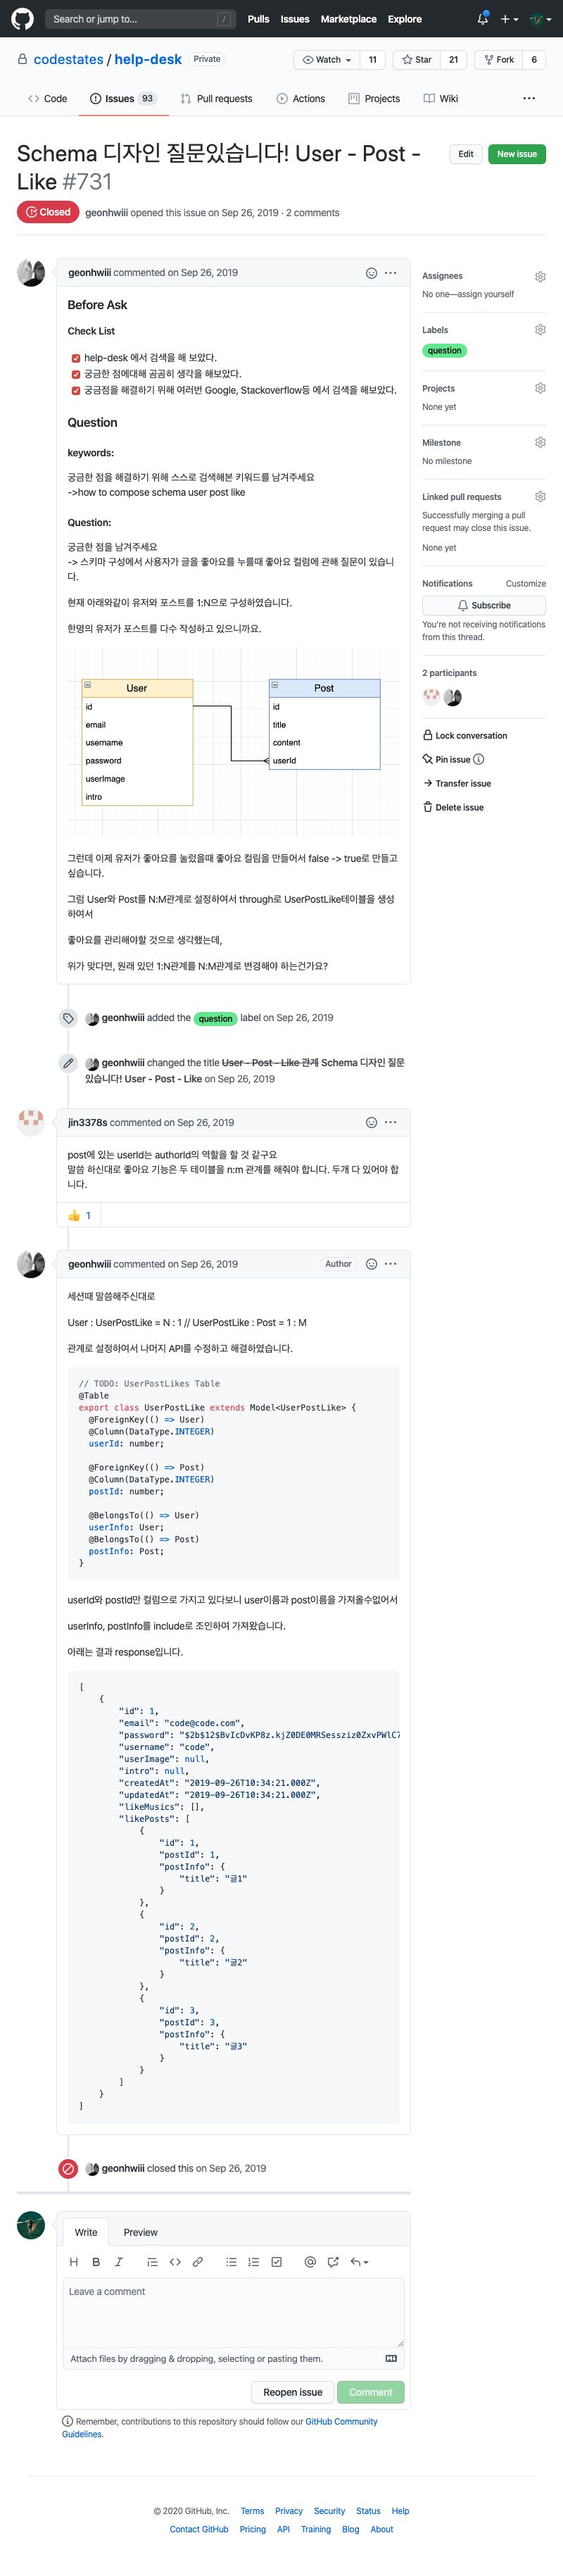 Search or jump to...
/
Pulls Issues Marketplace Explore
codestates / help-desk Private
Watch 11 Star 21 Fork 6
Code Issues 93 Pull requests Actions Projects Wiki
Schema 디자인 질문있습니다! User - Post -
Like #731
Edit New issue
Closed geonhwiii opened this issue on Sep 26, 2019 · 2 comments
geonhwiii commented on Sep 26, 2019
Before Ask
Check List
help-desk 에서 검색을 해 보았다.
궁금한 점에대해 곰곰히 생각을 해보았다.
궁금점을 해결하기 위해 여러번 Google, Stackoverflow등 에서 검색을 해보았다.
Question
keywords:
궁금한 점을 해결하기 위해 스스로 검색해본 키워드를 남겨주세요
->how to compose schema user post like
Question:
궁금한 점을 남겨주세요
-> 스키마 구성에서 사용자가 글을 좋아요를 누를때 좋아요 컬럼에 관해 질문이 있습니
다.
현재 아래와같이 유저와 포스트를 1:N으로 구성하였습니다.
한명의 유저가 포스트를 다수 작성하고 있으니까요.
User
id
email
username
password
userImage
intro
Post
id
title
content
userId
그런데 이제 유저가 좋아요를 눌렀을때 좋아요 컬림을 만들어서 false -> true로 만들고
싶습니다.
그럼 User와 Post를 N:M관계로 설정하여서 through로 UserPostLike테이블을 생성
하여서
좋아요를 관리해야할 것으로 생각했는데,
위가 맞다면, 원래 있던 1:N관계를 N:M관계로 변경해야 하는건가요?
Assignees
No one—assign yourself
Labels
question
Projects
None yet
Milestone
No milestone
Linked pull requests
Successfully merging a pull
request may close this issue.
None yet
Notifications Customize
Subscribe
You're not receiving notifications
from this thread.
2 participants
Lock conversation
Pin issue
Transfer issue
Delete issue
geonhwiii added the question label on Sep 26, 2019
geonhwiii changed the title User - Post - Like 관계 Schema 디자인 질문
있습니다! User - Post - Like on Sep 26, 2019
jin3378s commented on Sep 26, 2019
post에 있는 userId는 authorId의 역할을 할 것 같구요
말씀 하신대로 좋아요 기능은 두 테이블을 n:m 관계를 해줘야 합니다. 두개 다 있어야 합
니다.
👍 1
geonhwiii commented on Sep 26, 2019 Author
세션때 말씀해주신대로
User : UserPostLike = N : 1 // UserPostLike : Post = 1 : M
관계로 설정하여서 나머지 API를 수정하고 해결하였습니다.
// TODO: UserPostLikes Table
@Table
export class UserPostLike extends Model<UserPostLike> {
@ForeignKey(() => User)
@Column(DataType.INTEGER)
userId: number;
@ForeignKey(() => Post)
@Column(DataType.INTEGER)
postId: number;
@BelongsTo(() => User)
userInfo: User;
@BelongsTo(() => Post)
postInfo: Post;
}
userId와 postId만 컬럼으로 가지고 있다보니 user이름과 post이름을 가져올수없어서
userInfo, postInfo를 include로 조인하여 가져왔습니다.
아래는 결과 response입니다.
[
{
"id": 1,
"email": "code@code.com",
"password": "$2b$12$BvIcDvKP8z.kjZ0DE0MRSessziz0ZxvPWlC7
"username": "code",
"userImage": null,
"intro": null,
"createdAt": "2019-09-26T10:34:21.000Z",
"updatedAt": "2019-09-26T10:34:21.000Z",
"likeMusics": [],
"likePosts": [
{
"id": 1,
"postId": 1,
"postInfo": {
"title": "글1"
}
},
{
"id": 2,
"postId": 2,
"postInfo": {
"title": "글2"
}
},
{
"id": 3,
"postId": 3,
"postInfo": {
"title": "글3"
}
}
]
}
]
geonhwiii closed this on Sep 26, 2019
Write Preview
Leave a comment
Attach files by dragging & dropping, selecting or pasting them.
Reopen issue Comment
Remember, contributions to this repository should follow our GitHub Community
Guidelines.
© 2020 GitHub, Inc. Terms Privacy Security Status Help
Contact GitHub Pricing API Training Blog About